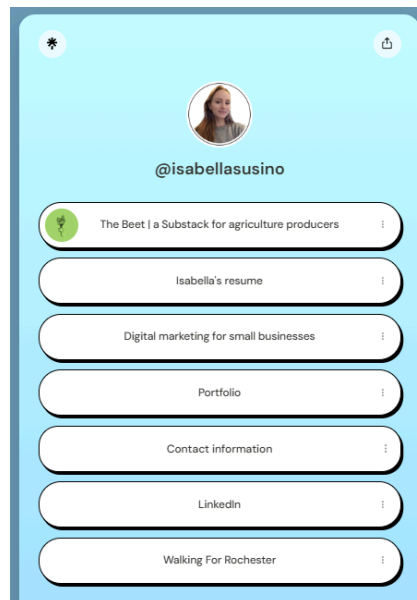 @isabellasusino
The Beet | a Substack for agriculture producers
Isabella's resume
Digital marketing for small businesses
Portfolio
Contact information
LinkedIn
Walking For Rochester